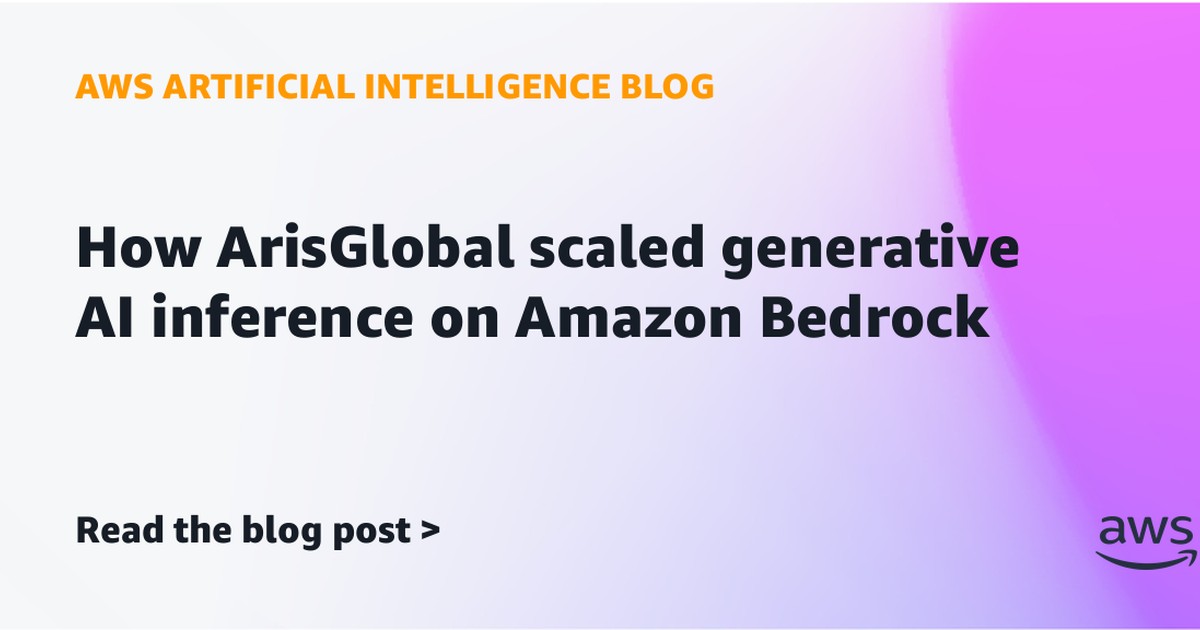 AWS ARTIFICIAL INTELLIGENCE BLOG
How ArisGlobal scaled generative
AI inference on Amazon Bedrock
Read the blog post >
aws